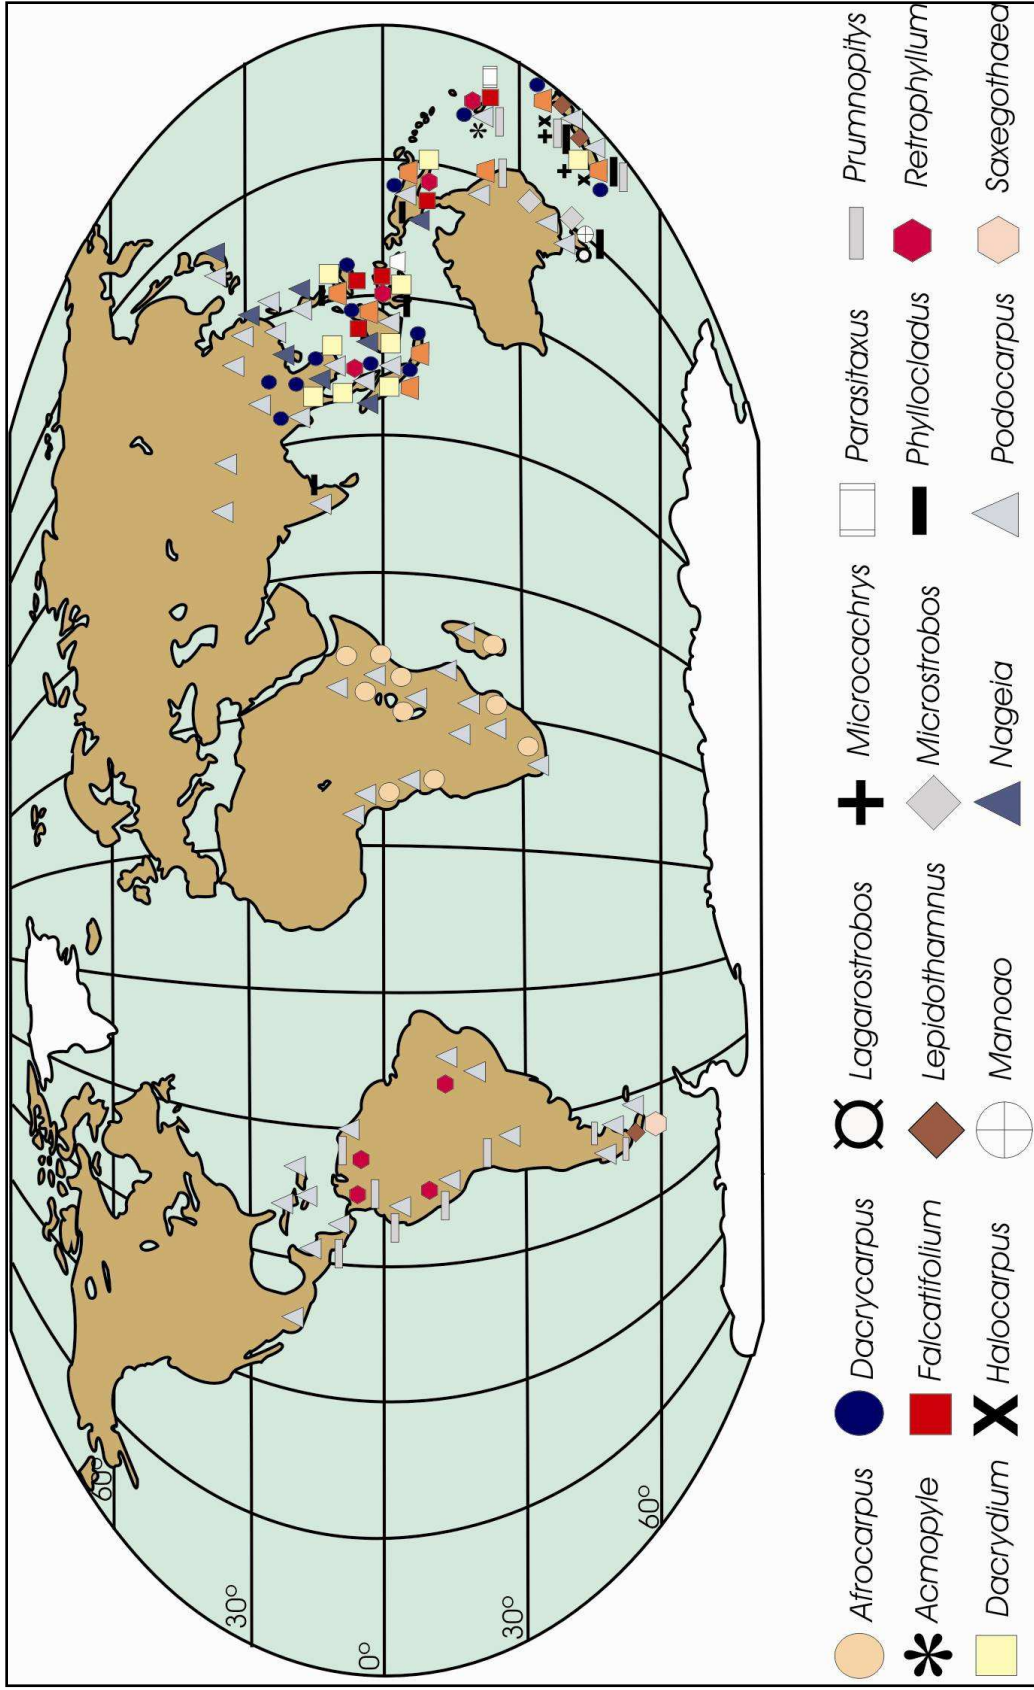 60°
30°
0°
30°
60°
Afrocarpus Dacrycarpus Lagarostrobos Microcachrys Parasitaxus Prumnopitys
Acmopyle Falcatifolium Lepidothamnus Microstrobos Phyllocladus Retrophyllum
Dacrydium Halocarpus Manoao Nageia Podocarpus Saxegothaea